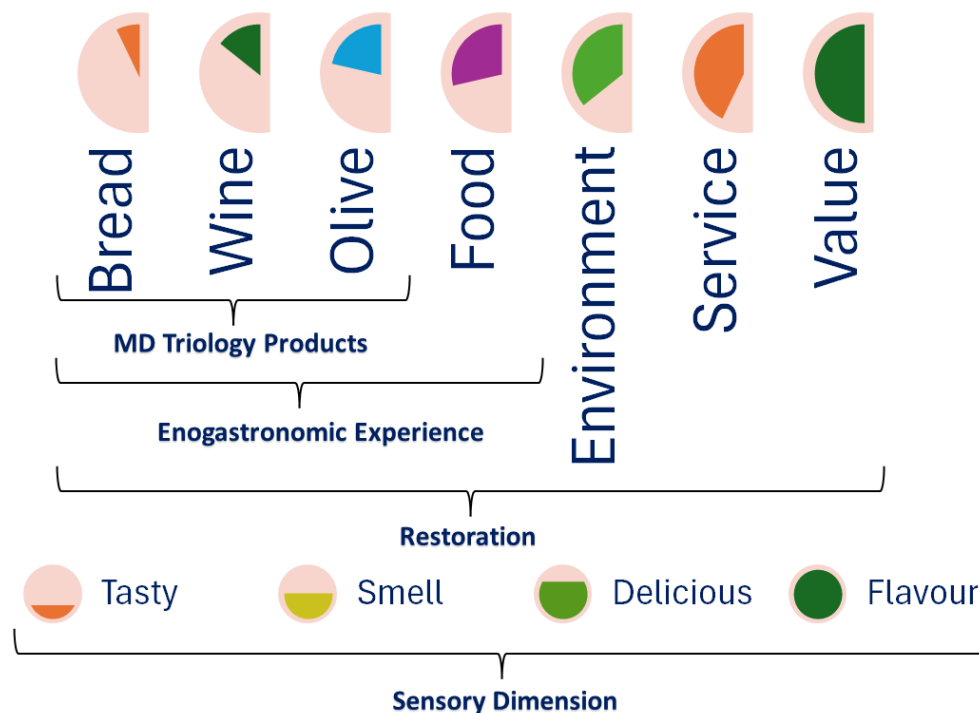 Bread
Wine
Olive
Food
Environment
Service
Value
MD Triology Products
Enogastronomic Experience
Restoration
Tasty
Smell
Delicious
Flavour
Sensory Dimension